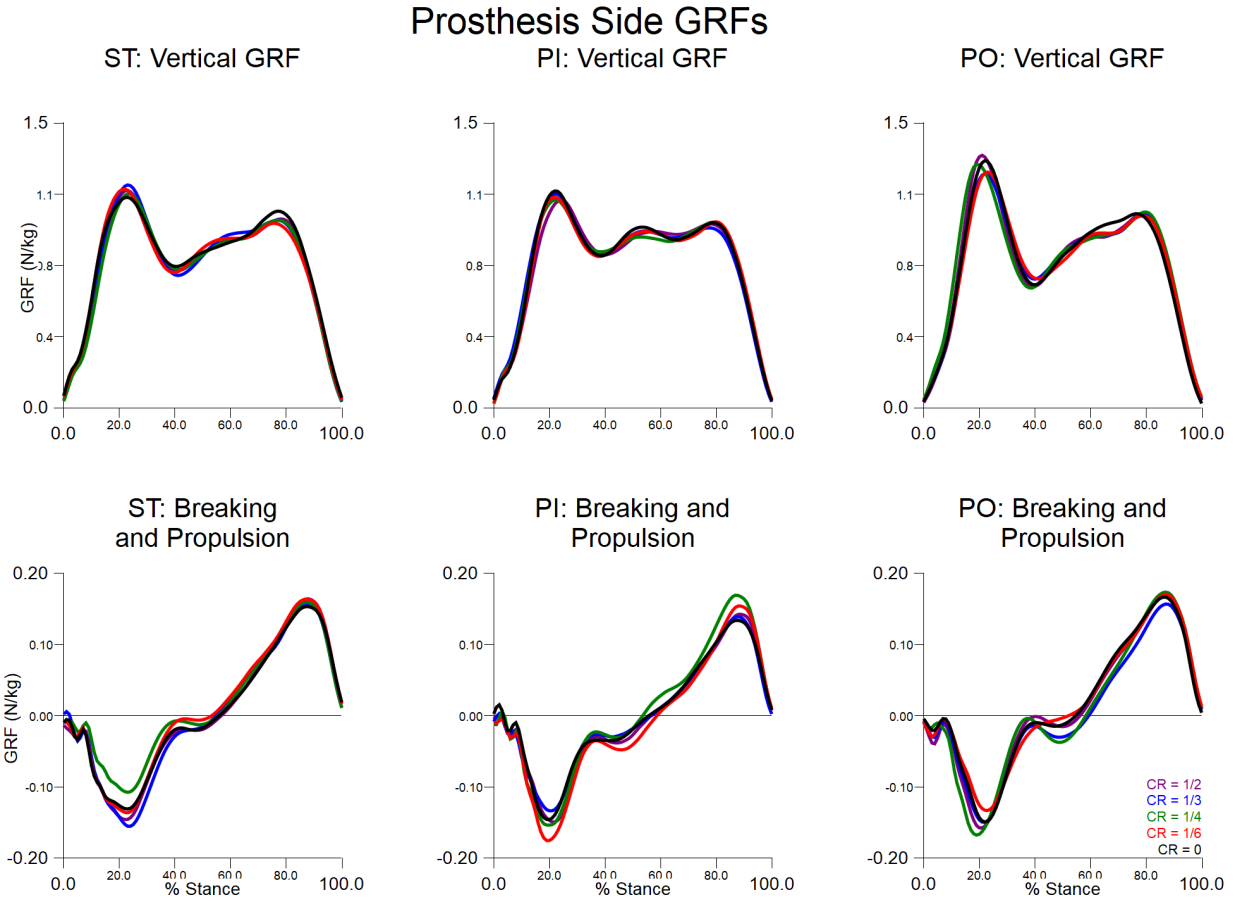 Prosthesis Side GRFs
ST: Vertical GRF
PI: Vertical GRF
PO: Vertical GRF
GRF (N/kg)
1.5
1.1
0.8
0.4
0.0
0.0 20.0 40.0 60.0 80.0 100.0
1.5
1.1
0.8
0.4
0.0
0.0 20.0 40.0 60.0 80.0 100.0
1.5
1.1
0.8
0.4
0.0
0.0 20.0 40.0 60.0 80.0 100.0
ST: Breaking
and Propulsion
PI: Breaking and
Propulsion
PO: Breaking and
Propulsion
GRF (N/kg)
0.20
0.10
0.00
-0.10
-0.20
0.0 20.0 40.0 60.0 80.0 100.0
% Stance
0.20
0.10
0.00
-0.10
-0.20
0.0 20.0 40.0 60.0 80.0 100.0
% Stance
0.20
0.10
0.00
-0.10
-0.20
CR = 1/2
CR = 1/3
CR = 1/4
CR = 1/6
CR = 0
0.0 20.0 40.0 60.0 80.0 100.0
% Stance